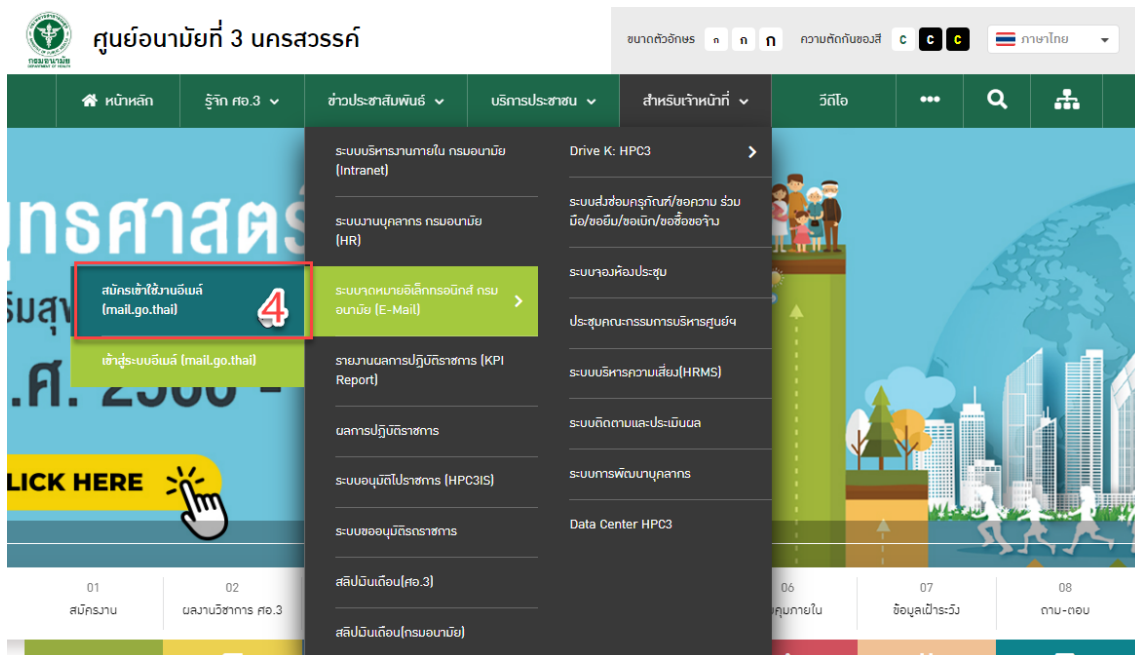 ศูนย์อนามัยที่ 3 นครสวรรค์
กรมอนามัย
ขนาดตัวอักษร ก ก ก ความตัดกันของสี C C C ภาษาไทย
หน้าหลัก รู้จัก ศอ.3 ข่าวประชาสัมพันธ์ บริการประชาชน สำหรับเจ้าหน้าที่ วีดีโอ •••
ระบบบริหารงานภายใน กรมอนามัย
(Intranet)
ระบบงานบุคลากร กรมอนามัย
(HR)
ระบบจดหมายอิเล็กทรอนิกส์ กรม
อนามัย (E-Mail)
สมัครเข้าใช้งานอีเมล์
(mail.go.thai)
4
เข้าสู่ระบบอีเมล์ (mail.go.thai)
รายงานผลการปฏิบัติราชการ (KPI
Report)
ผลการปฏิบัติราชการ
ระบบอนุมัติไปราชการ (HPC3IS)
ระบบขออนุมัติรถราชการ
สลิปเงินเดือน(ศอ.3)
สลิปเงินเดือน(กรมอนามัย)
Drive K: HPC3
ระบบส่งซ่อมครุภัณฑ์/ขอความ ร่วม
มือ/ขอยืม/ขอเบิก/ขอซื้อขอจ้าง
ระบบจองห้องประชุม
ประชุมคณะกรรมการบริหารศูนย์ฯ
ระบบบริหารความเสี่ยง(HRMS)
ระบบติดตามและประเมินผล
ระบบการพัฒนาบุคลากร
Data Center HPC3
ทธศาสตร์
.ศ. 2560 -
LICK HERE
01 02 06 07 08
สมัครงาน ผลงานวิชาการ ศอ.3 คุมภายใน ข้อมูลเฝ้าระวัง ถาม-ตอบ